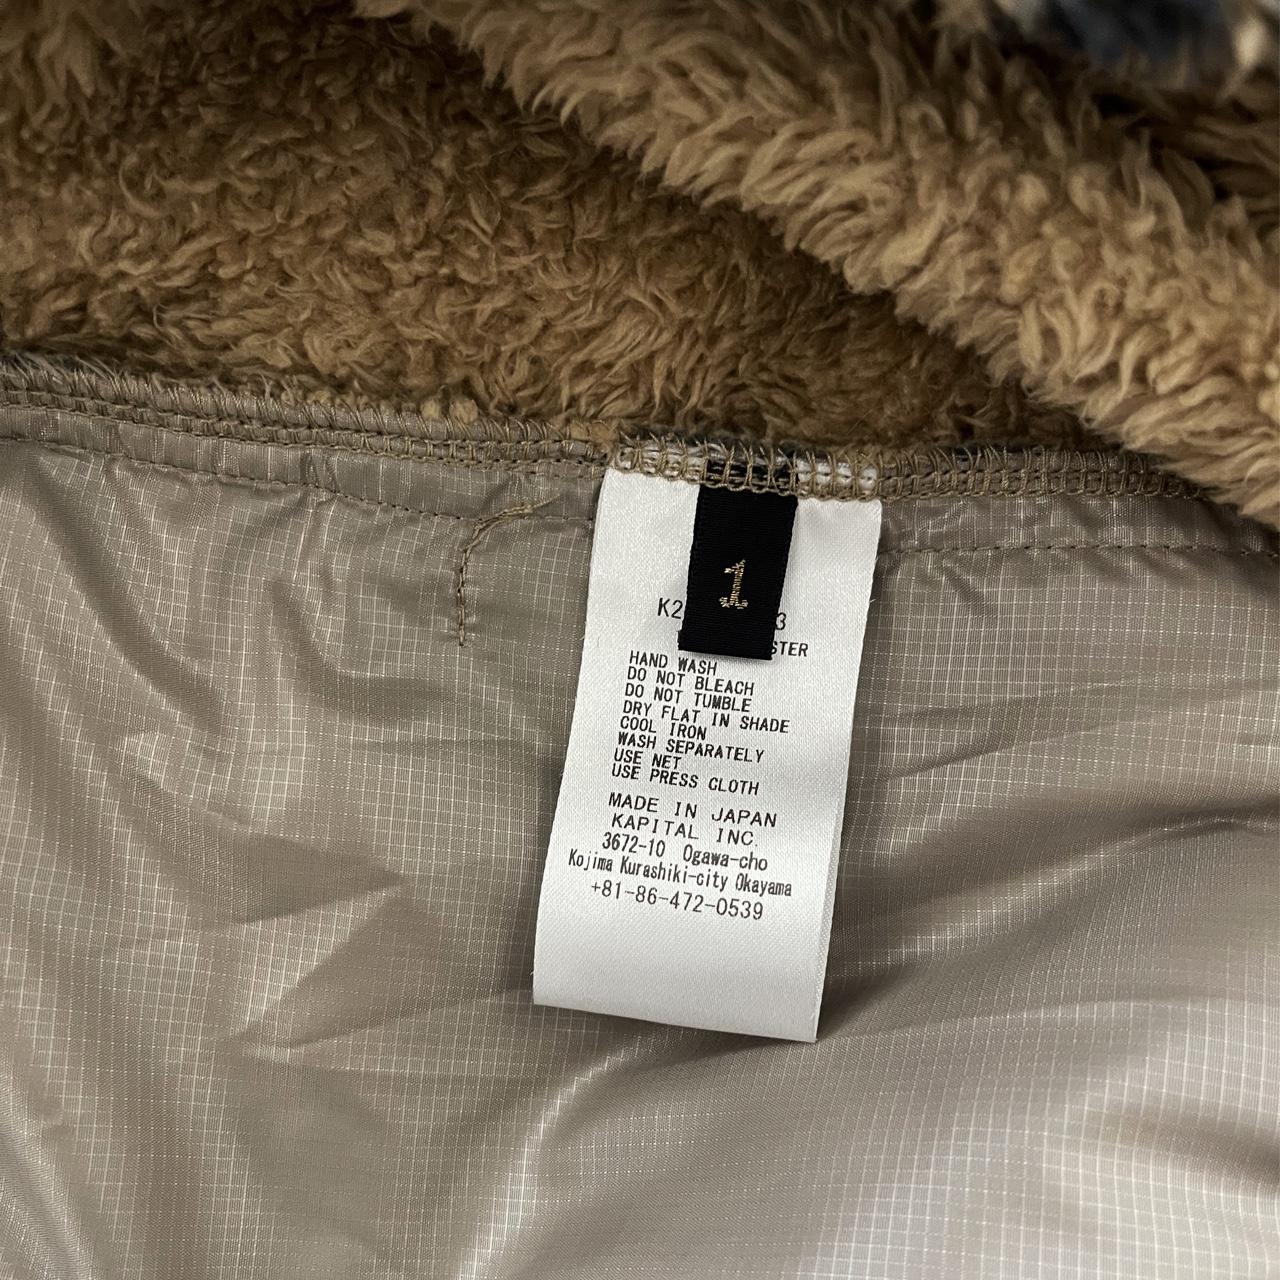 1
K2 3
STER
HAND WASH
DO NOT BLEACH
DO NOT TUMBLE
DRY FLAT IN SHADE
COOL IRON
WASH SEPARATELY
USE NET
USE PRESS CLOTH
MADE IN JAPAN
KAPITAL INC.
3672-10 Ogawa-cho
Kojima Kurashiki-city Okayama
+81-86-472-0539